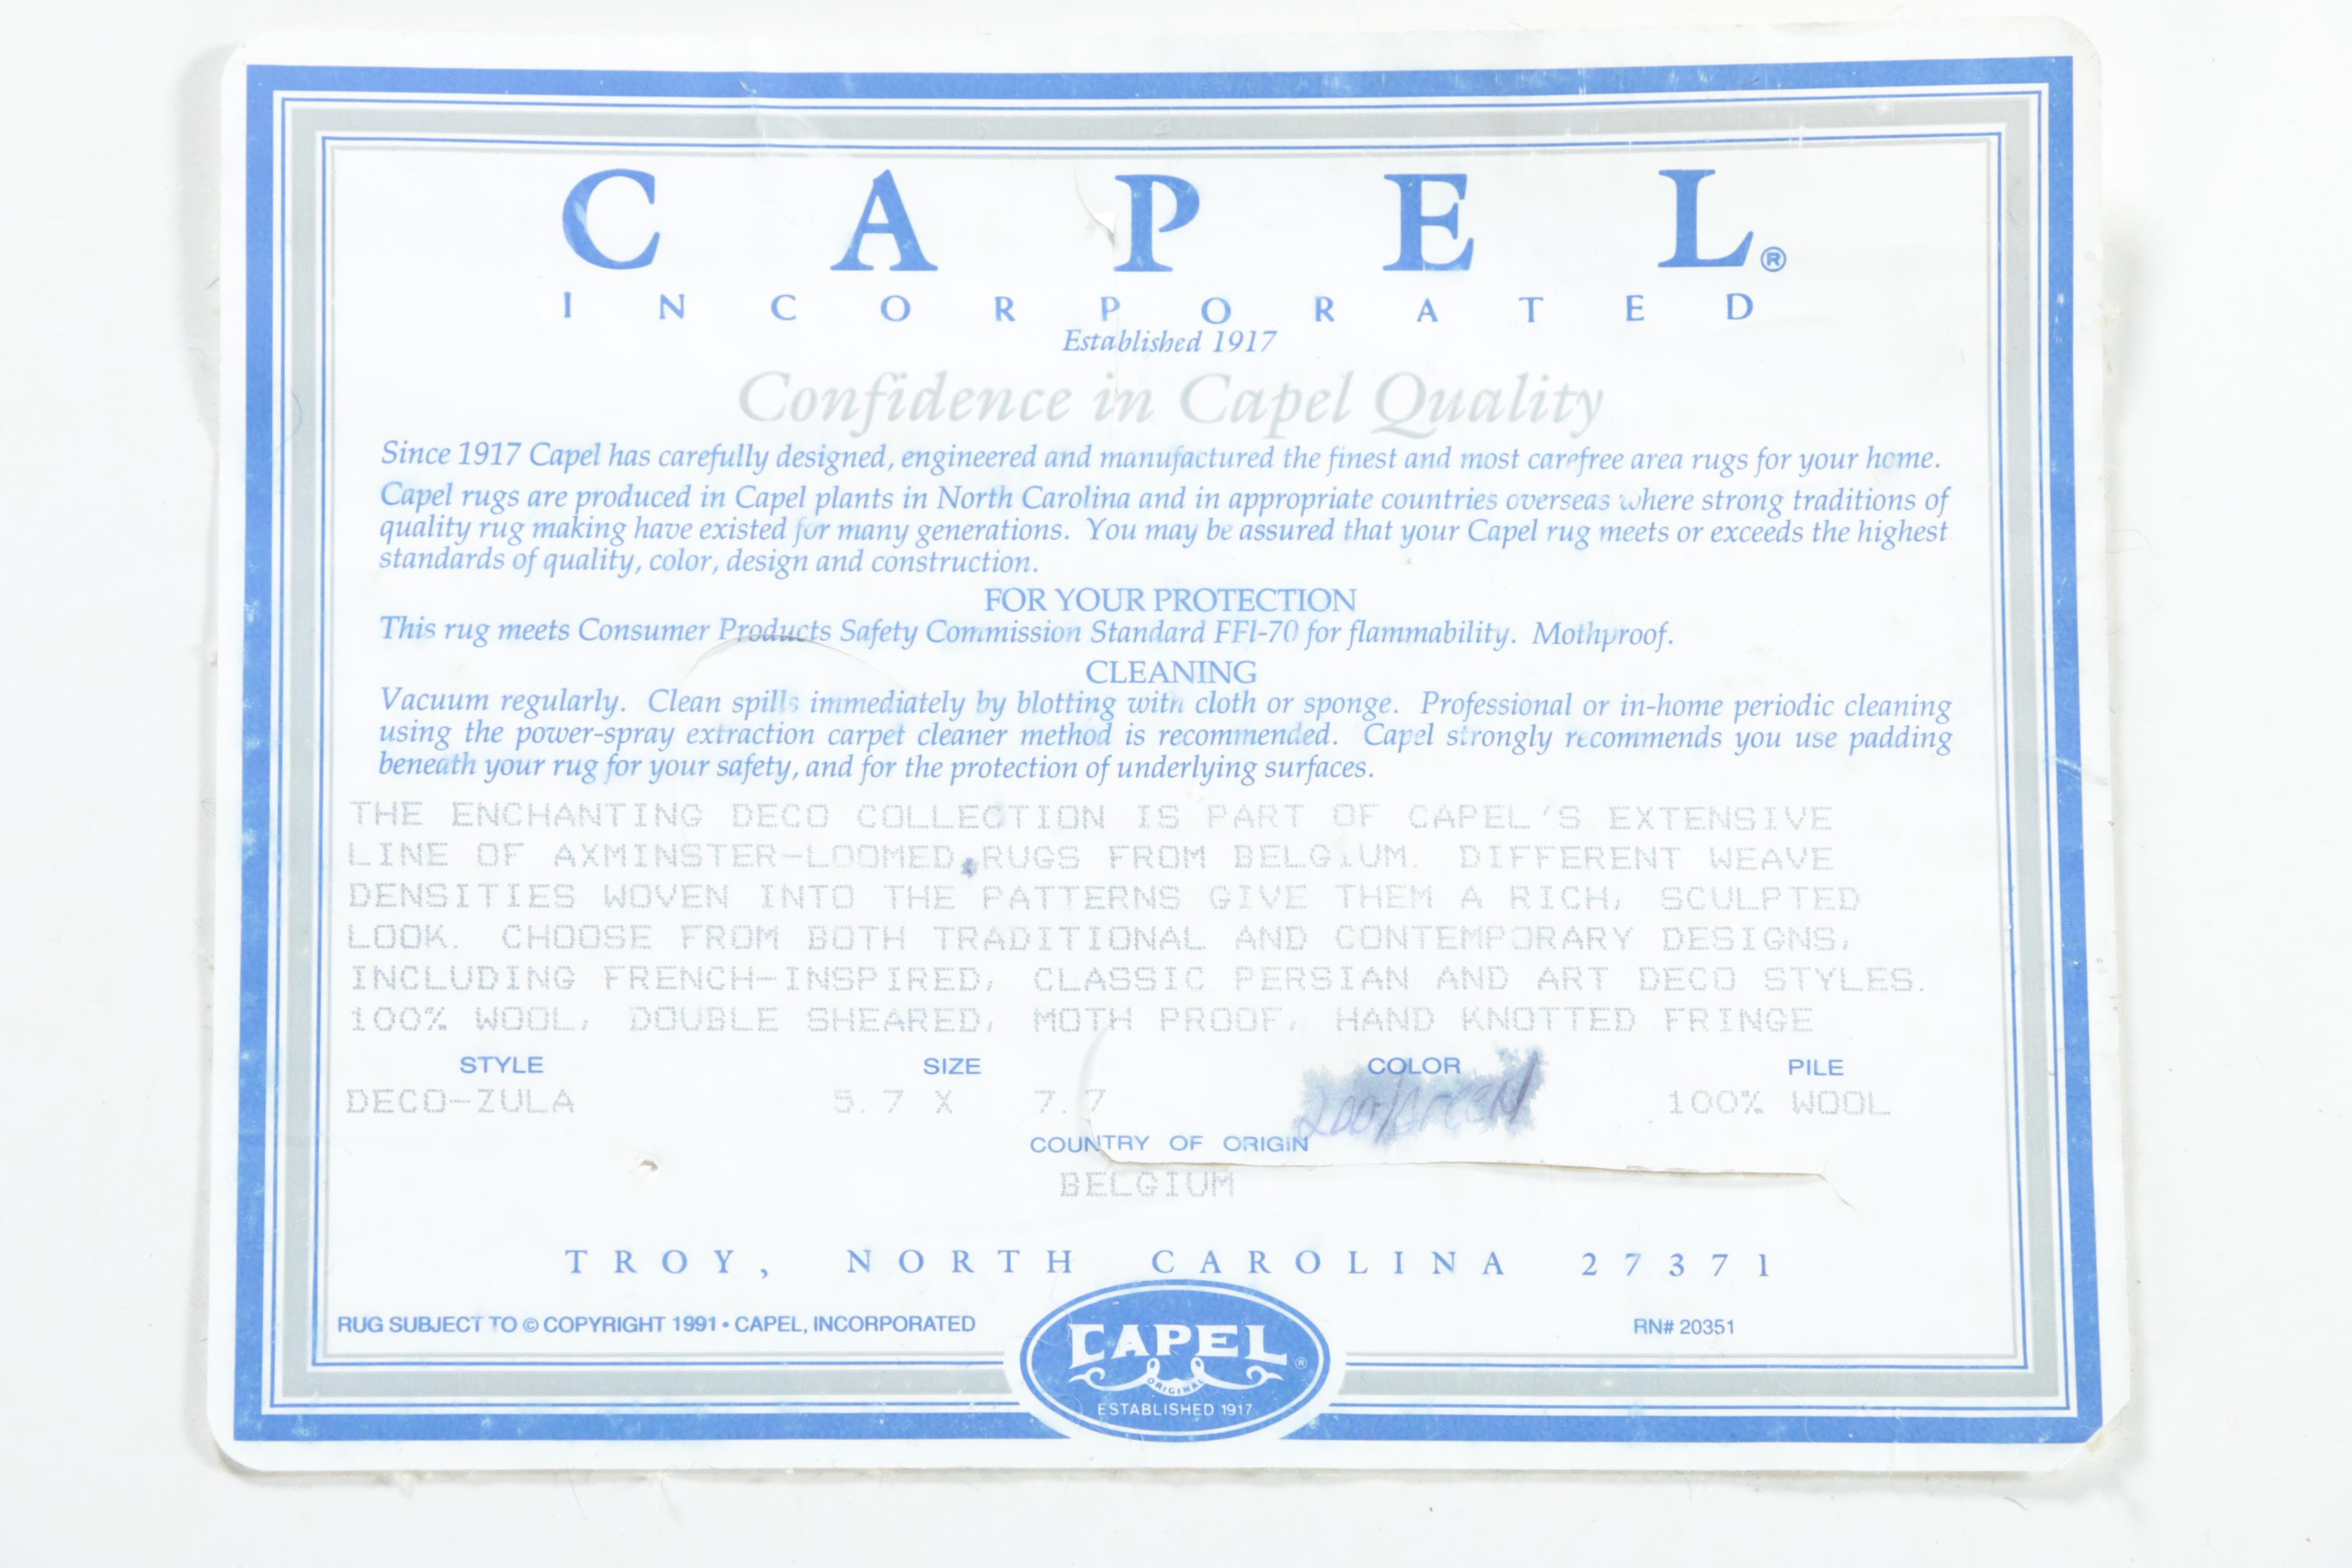 CAPEL®
INCORPORATED
Established 1917
Confidence in Capel Quality
Since 1917 Capel has carefully designed, engineered and manufactured the finest and most carefree area rugs for your home.
Capel rugs are produced in Capel plants in North Carolina and in appropriate countries overseas where strong traditions of
quality rug making have existed for many generations. You may be assured that your Capel rug meets or exceeds the highest
standards of quality, color, design and construction.
FOR YOUR PROTECTION
This rug meets Consumer Products Safety Commission Standard FF1-70 for flammability. Mothproof.
CLEANING
Vacuum regularly. Clean spills immediately by blotting with cloth or sponge. Professional or in-home periodic cleaning
using the power-spray extraction carpet cleaner method is recommended. Capel strongly recommends you use padding
beneath your rug for your safety, and for the protection of underlying surfaces.
THE ENCHANTING DECO COLLECTION IS PART OF CAPEL'S EXTENSIVE
LINE OF AXMINSTER-LOOMED RUGS FROM BELGIUM. DIFFERENT WEAVE
DENSITIES WOVEN INTO THE PATTERNS GIVE THEM A RICH, SCULPTED
LOOK. CHOOSE FROM BOTH TRADITIONAL AND CONTEMPORARY DESIGNS,
INCLUDING FRENCH-INSPIRED, CLASSIC PERSIAN AND ART DECO STYLES.
100% WOOL, DOUBLE SHEARED, MOTH PROOF, HAND KNOTTED FRINGE
STYLE SIZE COLOR PILE
DECO-ZULA 5.7 X 7.7 200/Green 100% WOOL
COUNTRY OF ORIGIN
BELGIUM
TROY, NORTH CAROLINA 27371
RUG SUBJECT TO © COPYRIGHT 1991 • CAPEL, INCORPORATED
RN# 20351
CAPEL®
ORIGINAL
ESTABLISHED 1917